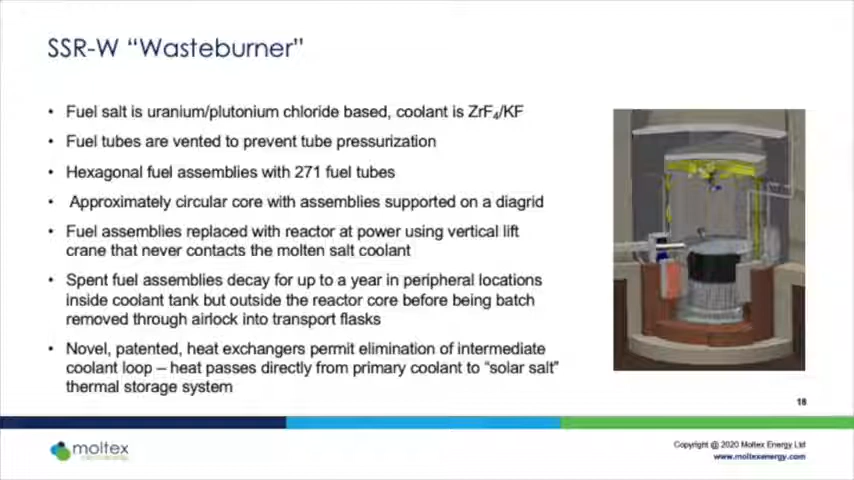 SSR-W “Wasteburner”
• Fuel salt is uranium/plutonium chloride based, coolant is ZrF₄/KF
• Fuel tubes are vented to prevent tube pressurization
• Hexagonal fuel assemblies with 271 fuel tubes
• Approximately circular core with assemblies supported on a diagrid
• Fuel assemblies replaced with reactor at power using vertical lift
crane that never contacts the molten salt coolant
• Spent fuel assemblies decay for up to a year in peripheral locations
inside coolant tank but outside the reactor core before being batch
removed through airlock into transport flasks
• Novel, patented, heat exchangers permit elimination of intermediate
coolant loop – heat passes directly from primary coolant to “solar salt”
thermal storage system
18
moltex
Copyright @ 2020 Moltex Energy Ltd
www.moltexenergy.com